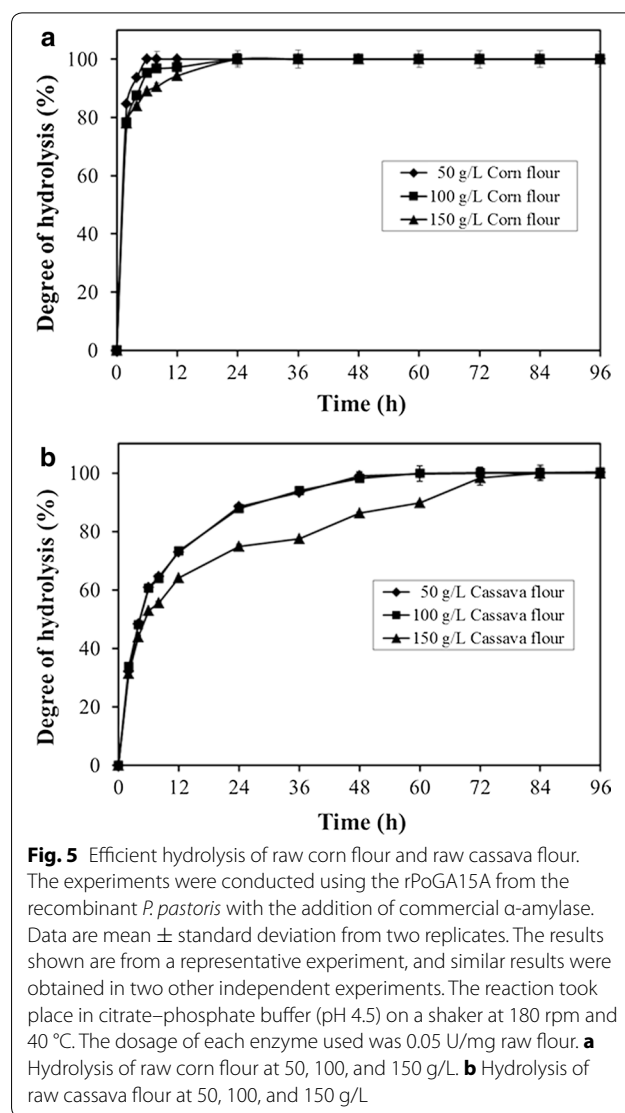 a
Degree of hydrolysis (%)
100
80
60
40
20
0
50 g/L Corn flour
100 g/L Corn flour
150 g/L Corn flour
0 12 24 36 48 60 72 84 96
Time (h)
b
Degree of hydrolysis (%)
100
80
60
40
20
0
50 g/L Cassava flour
100 g/L Cassava flour
150 g/L Cassava flour
0 12 24 36 48 60 72 84 96
Time (h)
Fig. 5 Efficient hydrolysis of raw corn flour and raw cassava flour.
The experiments were conducted using the rPoGA15A from the
recombinant P. pastoris with the addition of commercial α-amylase.
Data are mean ± standard deviation from two replicates. The results
shown are from a representative experiment, and similar results were
obtained in two other independent experiments. The reaction took
place in citrate–phosphate buffer (pH 4.5) on a shaker at 180 rpm and
40 °C. The dosage of each enzyme used was 0.05 U/mg raw flour. a
Hydrolysis of raw corn flour at 50, 100, and 150 g/L. b Hydrolysis of
raw cassava flour at 50, 100, and 150 g/L